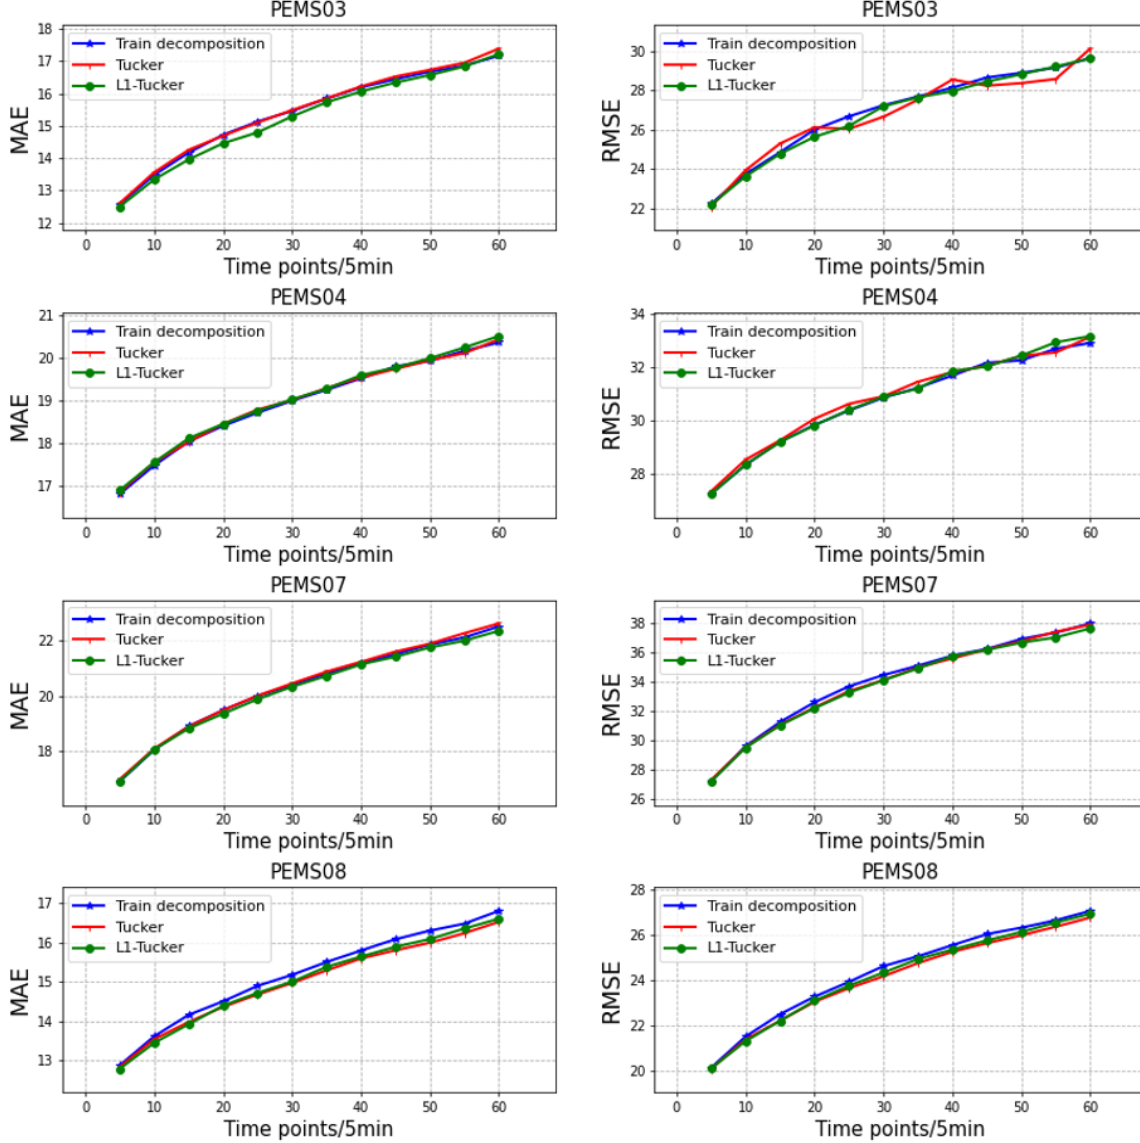 PEMS03
18
17
16
15
14
13
12
MAE
Train decomposition
Tucker
L1-Tucker
0 10 20 30 40 50 60
Time points/5min
PEMS03
30
28
26
24
22
RMSE
Train decomposition
Tucker
L1-Tucker
0 10 20 30 40 50 60
Time points/5min
PEMS04
21
20
19
18
17
MAE
Train decomposition
Tucker
L1-Tucker
0 10 20 30 40 50 60
Time points/5min
PEMS04
34
32
30
28
RMSE
Train decomposition
Tucker
L1-Tucker
0 10 20 30 40 50 60
Time points/5min
PEMS07
22
20
18
MAE
Train decomposition
Tucker
L1-Tucker
0 10 20 30 40 50 60
Time points/5min
PEMS07
38
36
34
32
30
28
26
RMSE
Train decomposition
Tucker
L1-Tucker
0 10 20 30 40 50 60
Time points/5min
PEMS08
17
16
15
14
13
MAE
Train decomposition
Tucker
L1-Tucker
0 10 20 30 40 50 60
Time points/5min
PEMS08
28
26
24
22
20
RMSE
Train decomposition
Tucker
L1-Tucker
0 10 20 30 40 50 60
Time points/5min